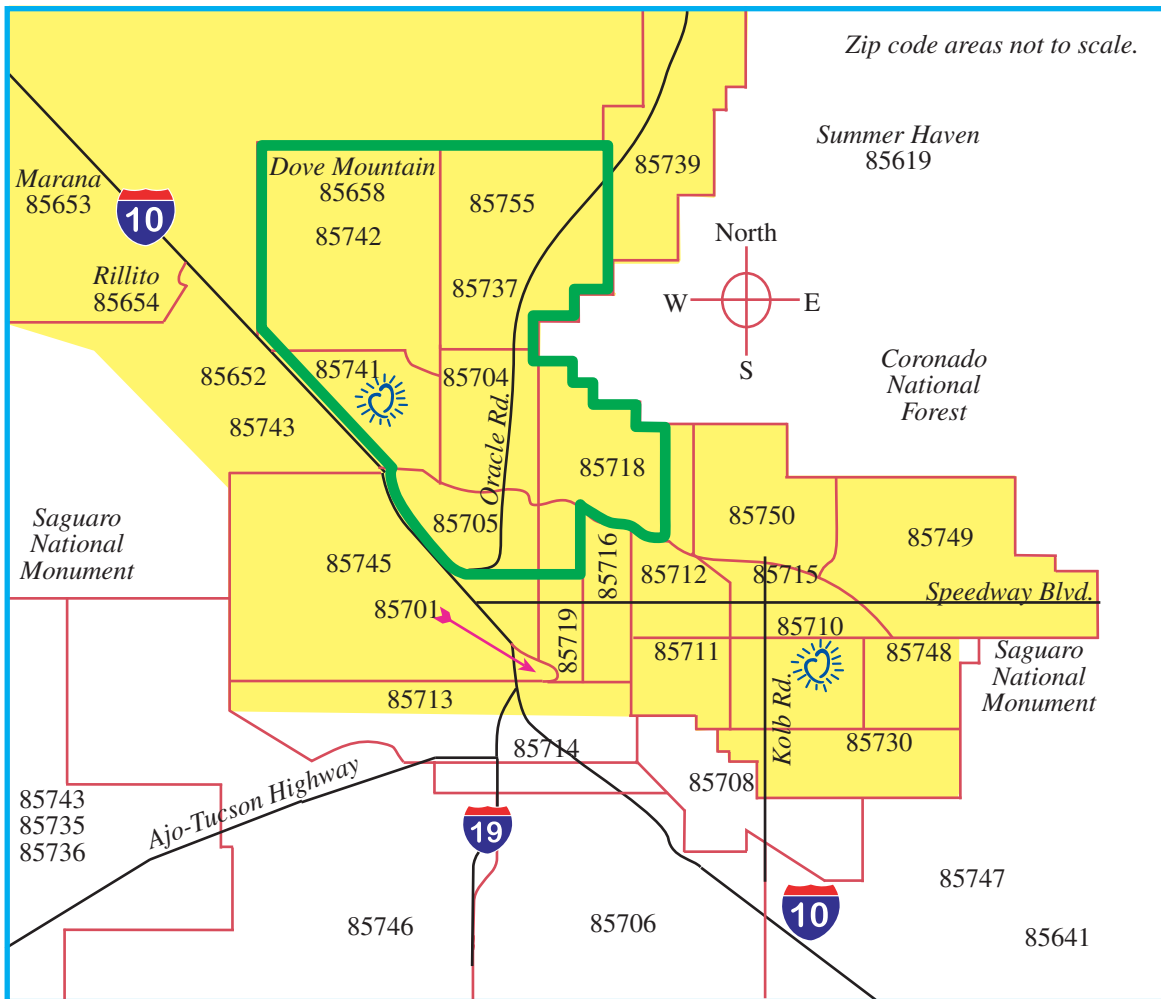 Zip code areas not to scale.
Summer Haven
85619
Dove Mountain
85658
85742
85755
85737
85739
Marana
85653
10
Rillito
85654
North
W
E
S
85652
85743
85741
85704
Oracle Rd.
Coronado
National
Forest
85718
85705
85716
85750
85749
Saguaro
National
Monument
85745
85712
85715
Speedway Blvd.
85701
85719
85710
85711
85748
Saguaro
National
Monument
85713
Kolb Rd.
85730
85714
85708
Ajo-Tucson Highway
85743
85735
85736
19
85747
10
85746
85706
85641